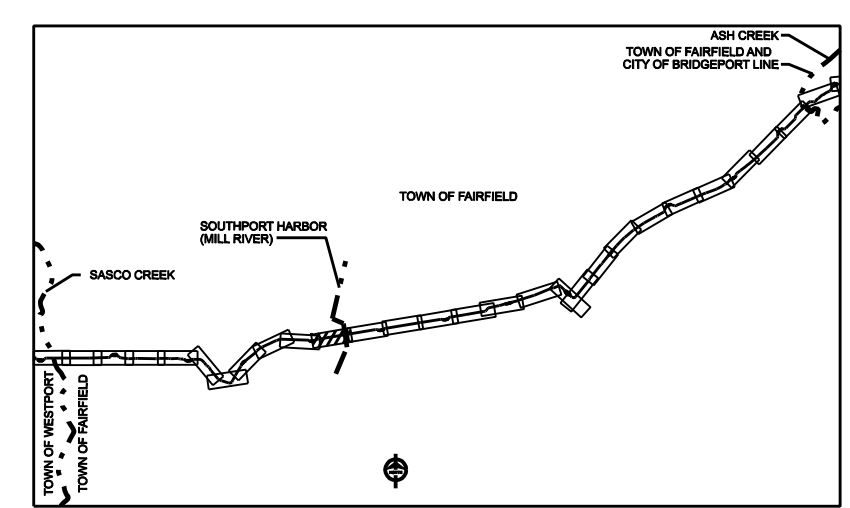 ASH CREEK
TOWN OF FAIRFIELD AND
CITY OF BRIDGEPORT LINE
TOWN OF FAIRFIELD
SOUTHPORT HARBOR
(MILL RIVER)
SASCO CREEK
TOWN OF WESTPORT
TOWN OF FAIRFIELD